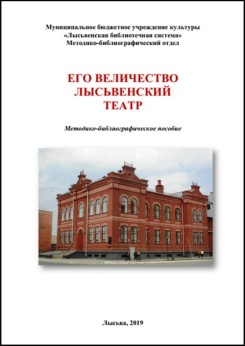 Муниципальное бюджетное учреждение культуры
«Лысьвенская библиотечная система»
Методико-библиографический отдел
ЕГО ВЕЛИЧЕСТВО
ЛЫСЬВЕНСКИЙ
ТЕАТР
Методико-библиографическое пособие
Лысьва, 2019